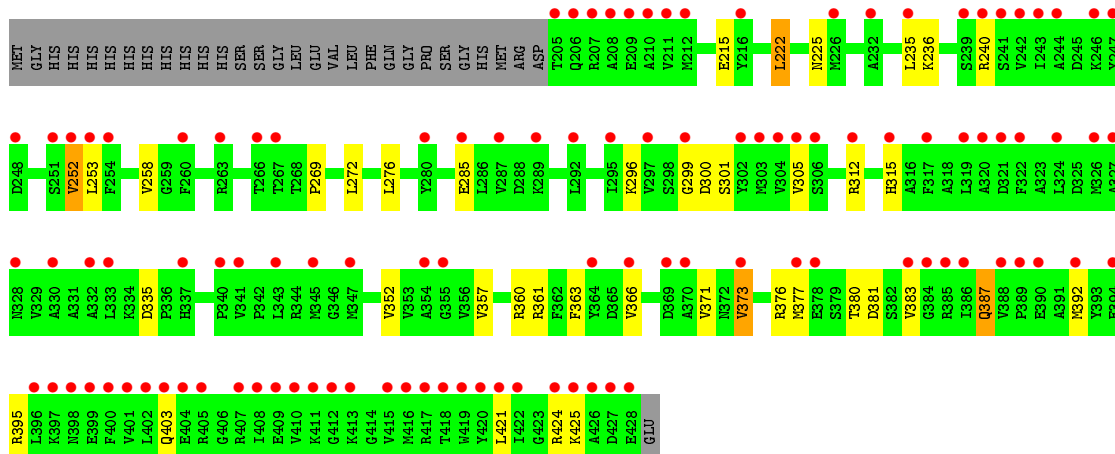 MET GLY HIS HIS HIS HIS HIS HIS HIS HIS HIS HIS SER SER GLY LEU GLU VAL LEU PHE GLN GLY PRO SER GLY HIS MET ARG ASP T205 Q206 R207 A208 E209 A210 V211 M212 E215 Y216 L222 N225 M226 A232 L235 K236 S239 R240 S241 V242 I243 A244 D245 K246
D248 S251 V252 L253 F254 V258 G259 F260 R263 T266 T267 T268 P269 L272 L276 Y280 E285 L286 V287 D288 K289 L292 I295 K296 V297 S298 G299 D300 S301 Y302 M303 V304 V305 S306 R312 H315 A316 F317 A318 L319 A320 D321 F322 A323 L324 D325 M326
N328 V329 A330 A331 A332 L333 K334 D335 P336 H337 P340 V341 P342 L343 R344 M345 G346 M347 V352 V353 A354 G355 V356 V357 R360 R361 F362 F363 Y364 D365 V366 D369 A370 V371 N372 V373 R376 M377 E378 S379 T380 D381 S382 V383 G384 R385 I386 Q387 V388 P389 E390 A391 M392 Y393
R395 L396 K397 N398 E399 F400 V401 L402 Q403 E404 R405 G406 R407 I408 E409 V410 K411 G412 K413 G414 V415 M416 R417 T418 W419 Y420 L421 I422 G423 R424 K425 A426 D427 E428 GLU